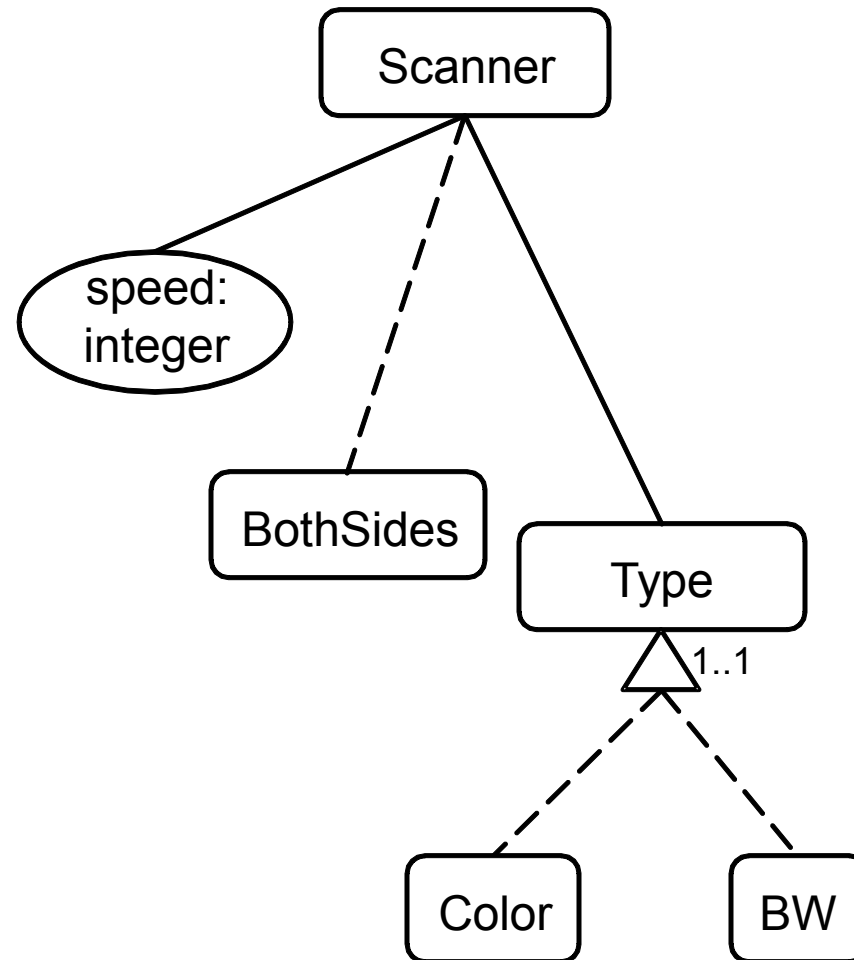 Scanner
speed:
integer
BothSides
Type
1..1
Color
BW